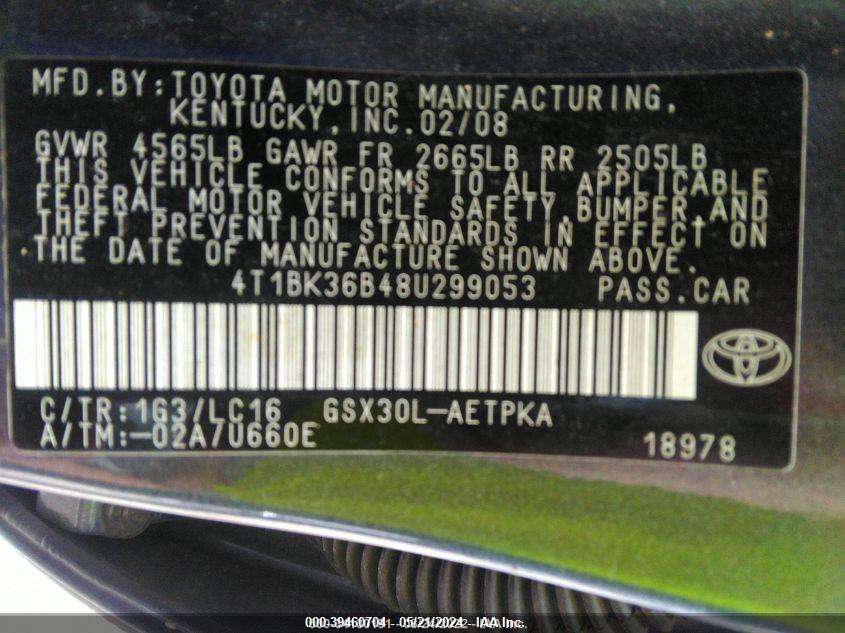 MFD.BY:TOYOTA MOTOR MANUFACTURING,
KENTUCKY,INC.02/08
GVWR 4565LB GAWR FR 2665LB RR 2505LB
THIS VEHICLE CONFORMS TO ALL APPLICABLE
FEDERAL MOTOR VEHICLE SAFETY,BUMPER,AND
THEFT PREVENTION STANDARDS IN EFFECT ON
THE DATE OF MANUFACTURE SHOWN ABOVE.
4T1BK36B48U299053 PASS.CAR
C/TR:1G3/LC16 GSX30L-AETPKA
A/TM:-02A/U660E 18978
000 39460704 05/21/2024 IAA Inc.